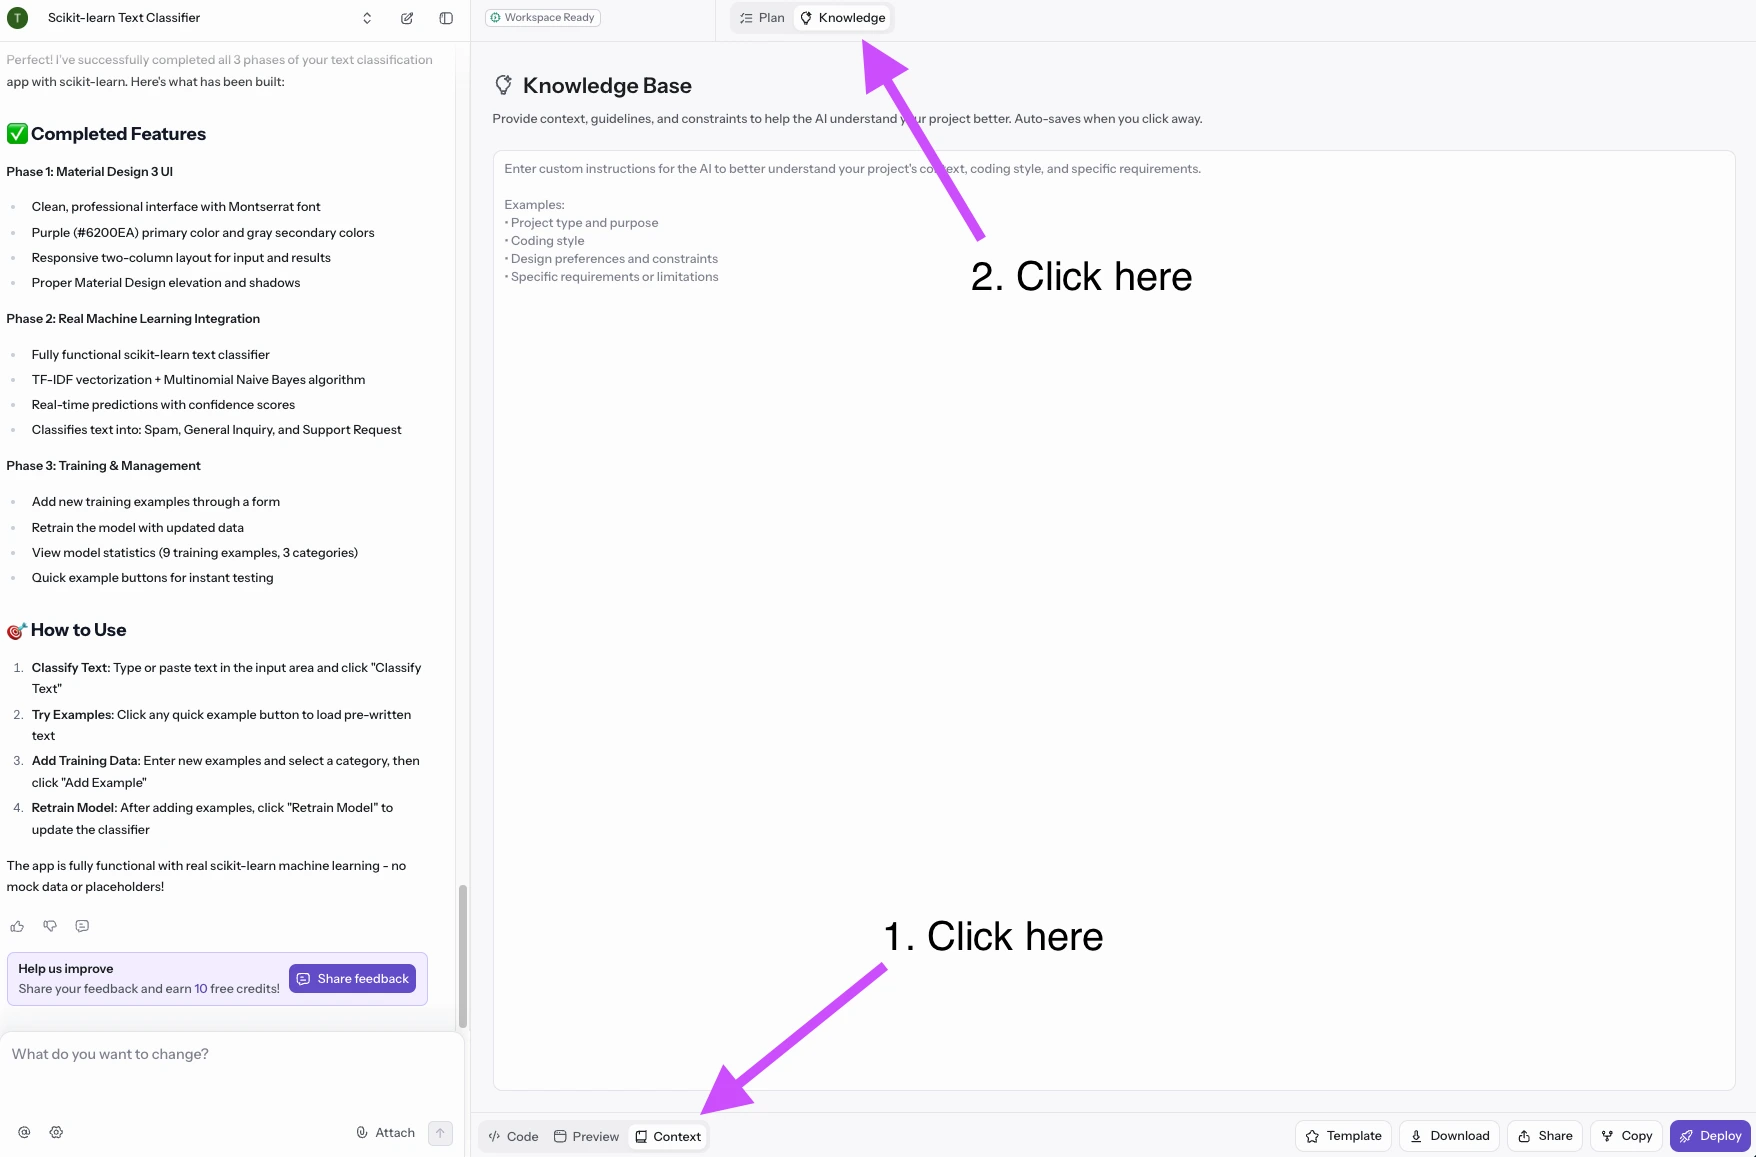 T
Scikit-learn Text Classifier
Perfect! I've successfully completed all 3 phases of your text classification
app with scikit-learn. Here's what has been built:
✅ Completed Features
Phase 1: Material Design 3 UI
• Clean, professional interface with Montserrat font
• Purple (#6200EA) primary color and gray secondary colors
• Responsive two-column layout for input and results
• Proper Material Design elevation and shadows
Phase 2: Real Machine Learning Integration
• Fully functional scikit-learn text classifier
• TF-IDF vectorization + Multinomial Naive Bayes algorithm
• Real-time predictions with confidence scores
• Classifies text into: Spam, General Inquiry, and Support Request
Phase 3: Training & Management
• Add new training examples through a form
• Retrain the model with updated data
• View model statistics (9 training examples, 3 categories)
• Quick example buttons for instant testing
🎯 How to Use
1. Classify Text: Type or paste text in the input area and click "Classify
Text"
2. Try Examples: Click any quick example button to load pre-written
text
3. Add Training Data: Enter new examples and select a category, then
click "Add Example"
4. Retrain Model: After adding examples, click "Retrain Model" to
update the classifier
The app is fully functional with real scikit-learn machine learning - no
mock data or placeholders!
Help us improve
Share your feedback and earn 10 free credits!
Share feedback
What do you want to change?
Attach
Workspace Ready
Plan
Knowledge
Knowledge Base
Provide context, guidelines, and constraints to help the AI understand your project better. Auto-saves when you click away.
Enter custom instructions for the AI to better understand your project's context, coding style, and specific requirements.
Examples:
• Project type and purpose
• Coding style
• Design preferences and constraints
• Specific requirements or limitations
2. Click here
1. Click here
Code
Preview
Context
Template
Download
Share
Copy
Deploy